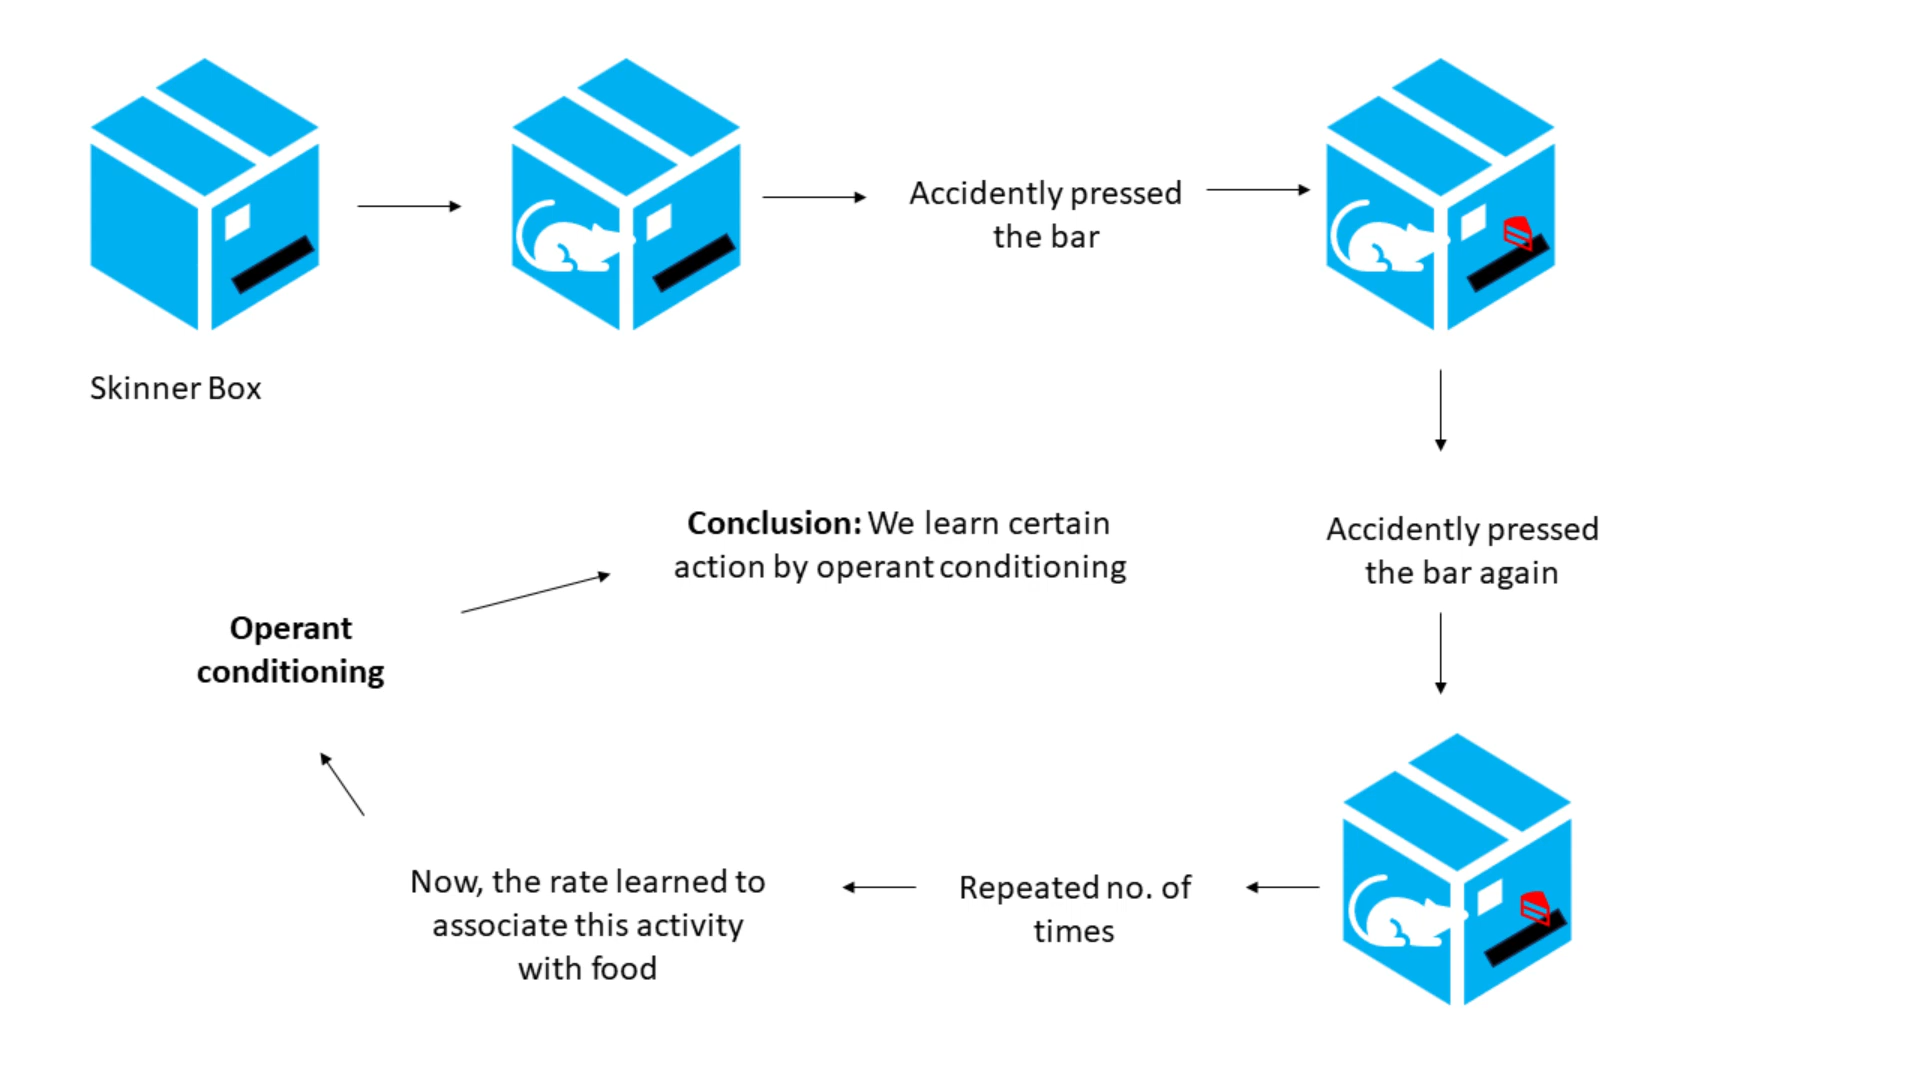 Skinner Box
Accidently pressed
the bar
Accidently pressed
the bar again
Repeated no. of
times
Now, the rate learned to
associate this activity
with food
Operant
conditioning
Conclusion: We learn certain
action by operant conditioning